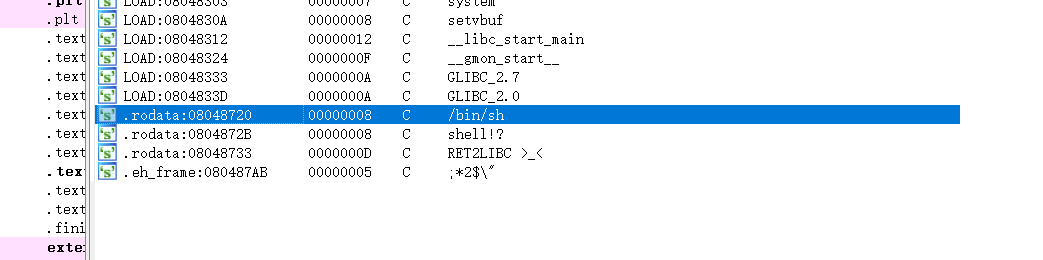 .plt LOAD:08048303 00000007 C system
.plt LOAD:0804830A 00000008 C setvbuf
.text LOAD:08048312 00000012 C __libc_start_main
.text LOAD:08048324 0000000F C __gmon_start__
.text LOAD:08048333 0000000A C GLIBC_2.7
.text LOAD:0804833D 0000000A C GLIBC_2.0
.text .rodata:08048720 00000008 C /bin/sh
.text .rodata:0804872B 00000008 C shell!?
.text .rodata:08048733 0000000D C RET2LIBC >_<
.text .eh_frame:080487AB 00000005 C ;*2$\"
.text
.text
.fini